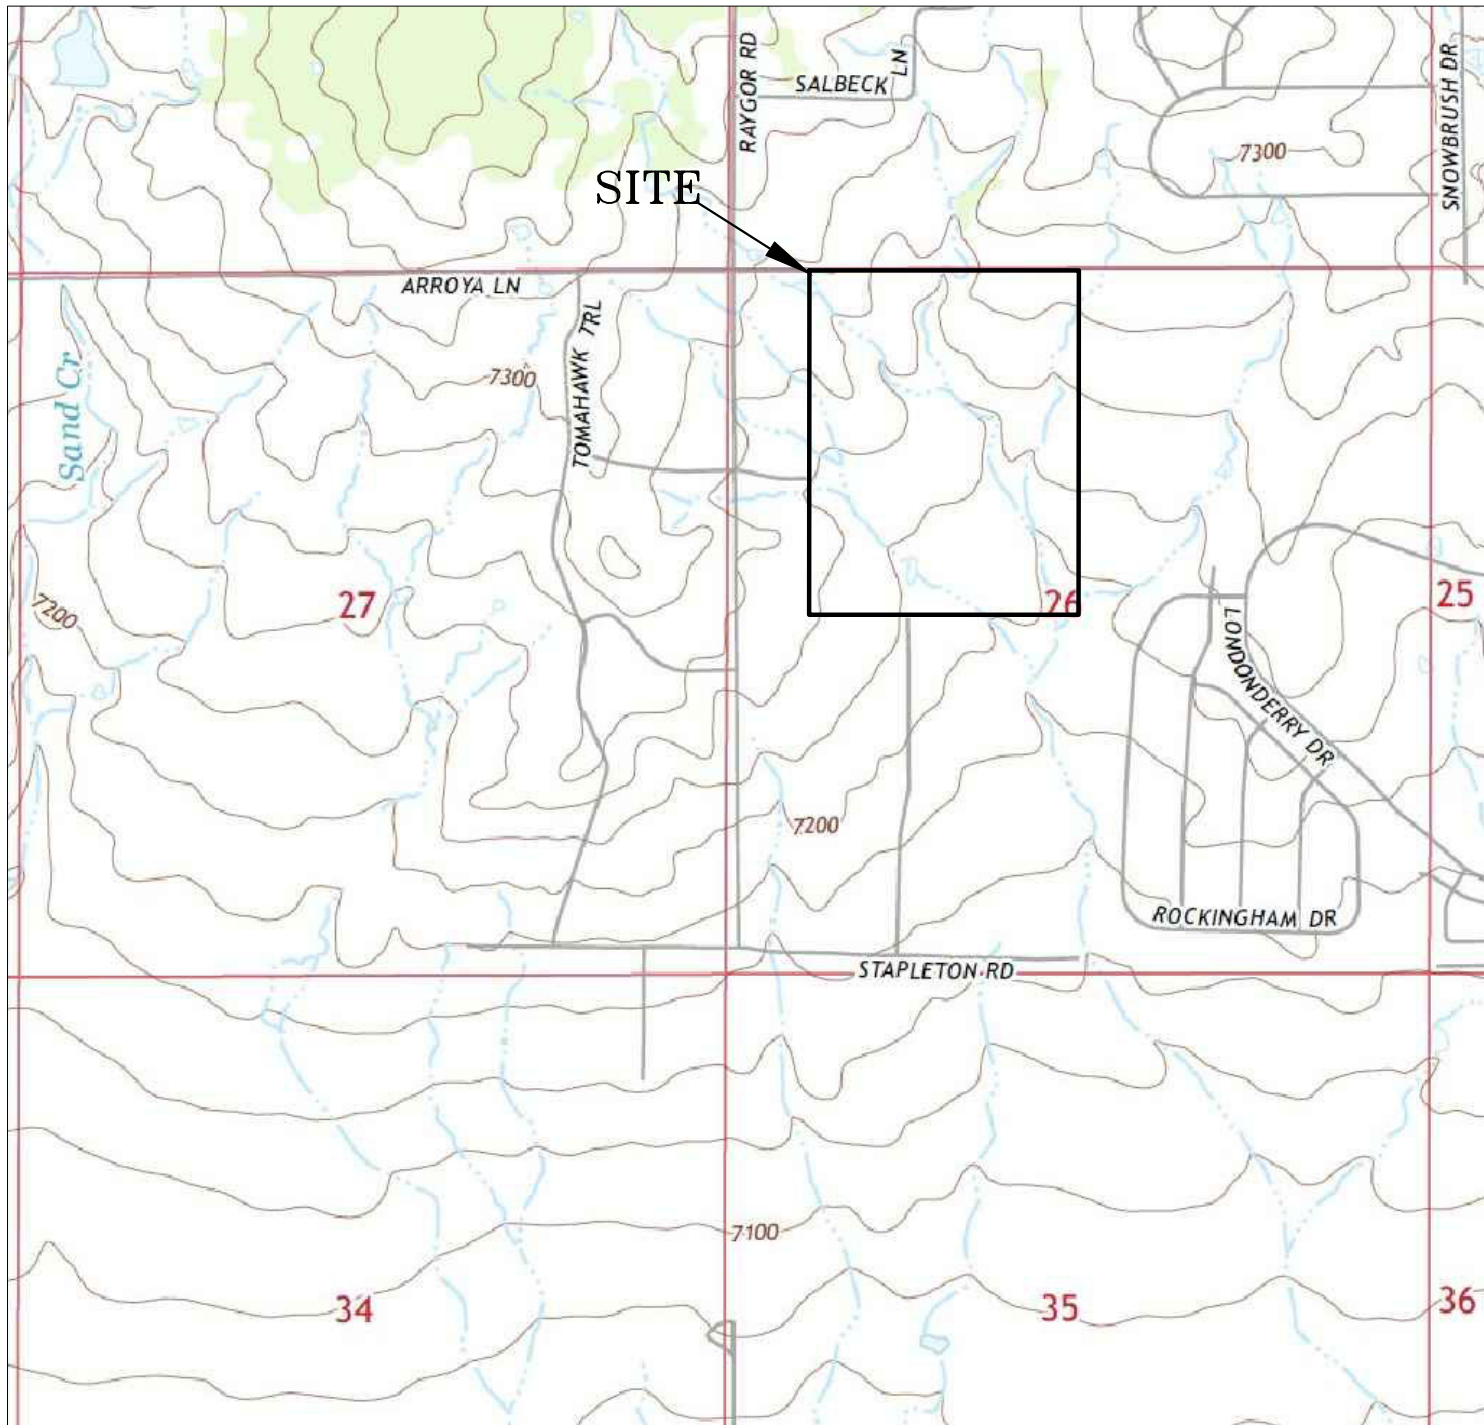 RAYGOR RD
SALBECK LN
SNOWBRUSH DR
7300
SITE
ARROYA LN
TOMAHAWK TRL
Sand Cr
7300
7200
27
26
25
LONDONDERRY DR
7200
ROCKINGHAM DR
STAPLETON RD
7100
34
35
36